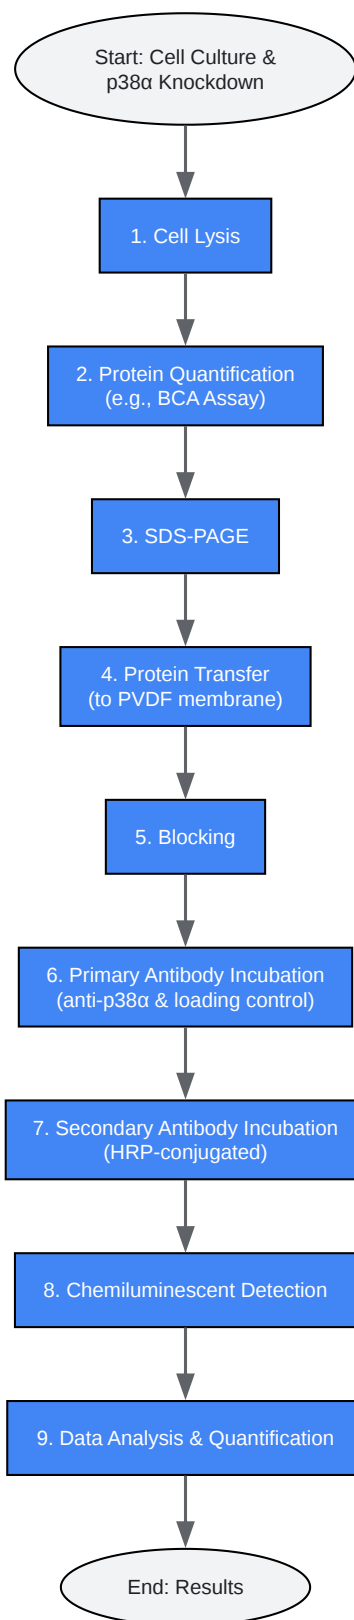 Start: Cell Culture &
p38α Knockdown
1. Cell Lysis
2. Protein Quantification
(e.g., BCA Assay)
3. SDS-PAGE
4. Protein Transfer
(to PVDF membrane)
5. Blocking
6. Primary Antibody Incubation
(anti-p38α & loading control)
7. Secondary Antibody Incubation
(HRP-conjugated)
8. Chemiluminescent Detection
9. Data Analysis & Quantification
End: Results